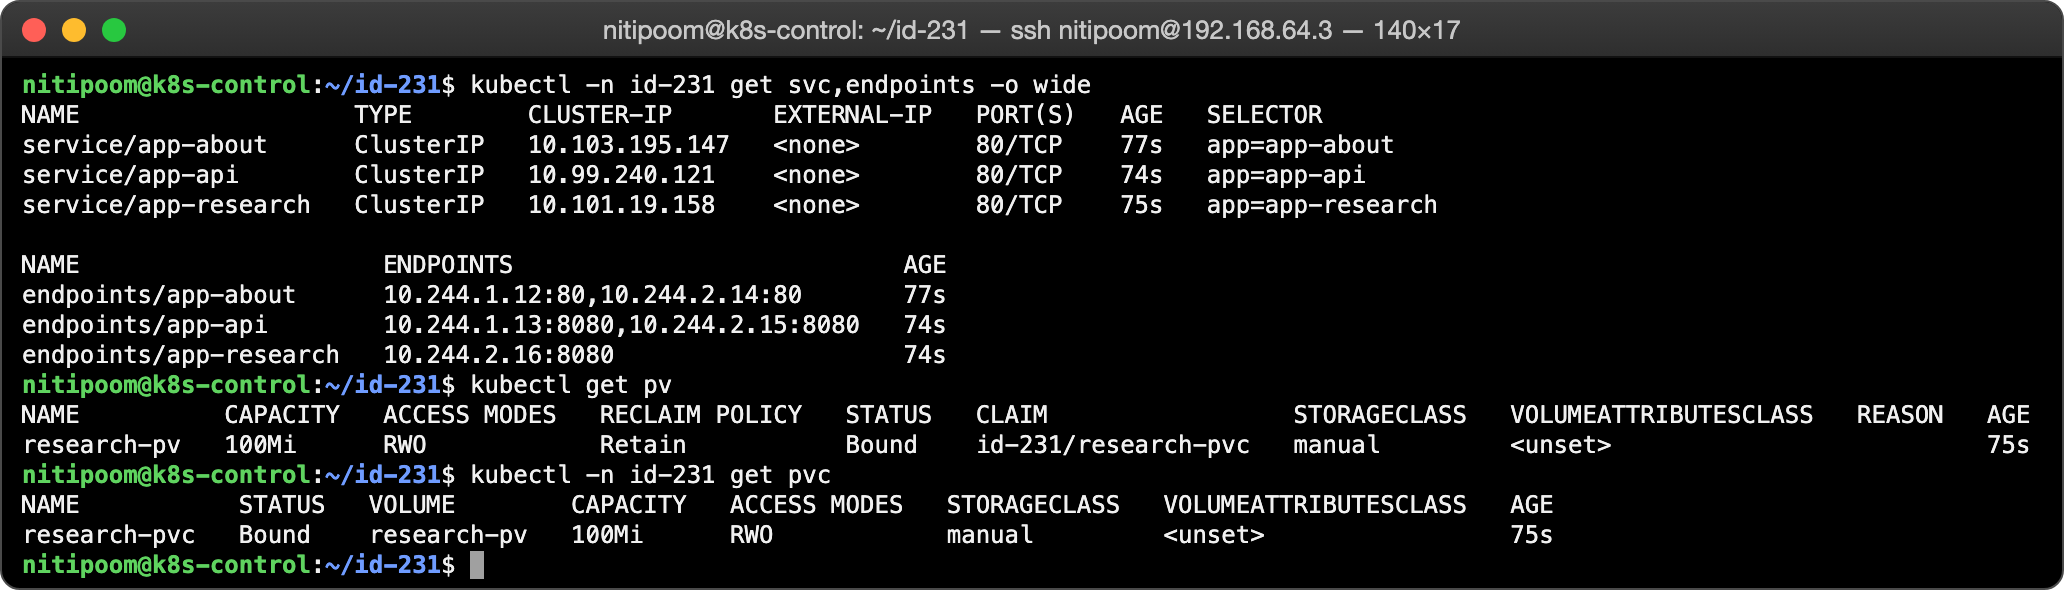 nitipoom@k8s-control: ~/id-231 — ssh nitipoom@192.168.64.3 — 140×17
nitipoom@k8s-control:~/id-231$ kubectl -n id-231 get svc,endpoints -o wide
NAME                   TYPE        CLUSTER-IP       EXTERNAL-IP   PORT(S)   AGE   SELECTOR
service/app-about      ClusterIP   10.103.195.147   <none>        80/TCP    77s   app=app-about
service/app-api        ClusterIP   10.99.240.121    <none>        80/TCP    74s   app=app-api
service/app-research   ClusterIP   10.101.19.158    <none>        80/TCP    75s   app=app-research

NAME                     ENDPOINTS                           AGE
endpoints/app-about      10.244.1.12:80,10.244.2.14:80       77s
endpoints/app-api        10.244.1.13:8080,10.244.2.15:8080   74s
endpoints/app-research   10.244.2.16:8080                    74s
nitipoom@k8s-control:~/id-231$ kubectl get pv
NAME          CAPACITY   ACCESS MODES   RECLAIM POLICY   STATUS   CLAIM                 STORAGECLASS   VOLUMEATTRIBUTESCLASS   REASON   AGE
research-pv   100Mi      RWO            Retain           Bound    id-231/research-pvc   manual         <unset>                          75s
nitipoom@k8s-control:~/id-231$ kubectl -n id-231 get pvc
NAME           STATUS   VOLUME        CAPACITY   ACCESS MODES   STORAGECLASS   VOLUMEATTRIBUTESCLASS   AGE
research-pvc   Bound    research-pv   100Mi      RWO            manual         <unset>                 75s
nitipoom@k8s-control:~/id-231$